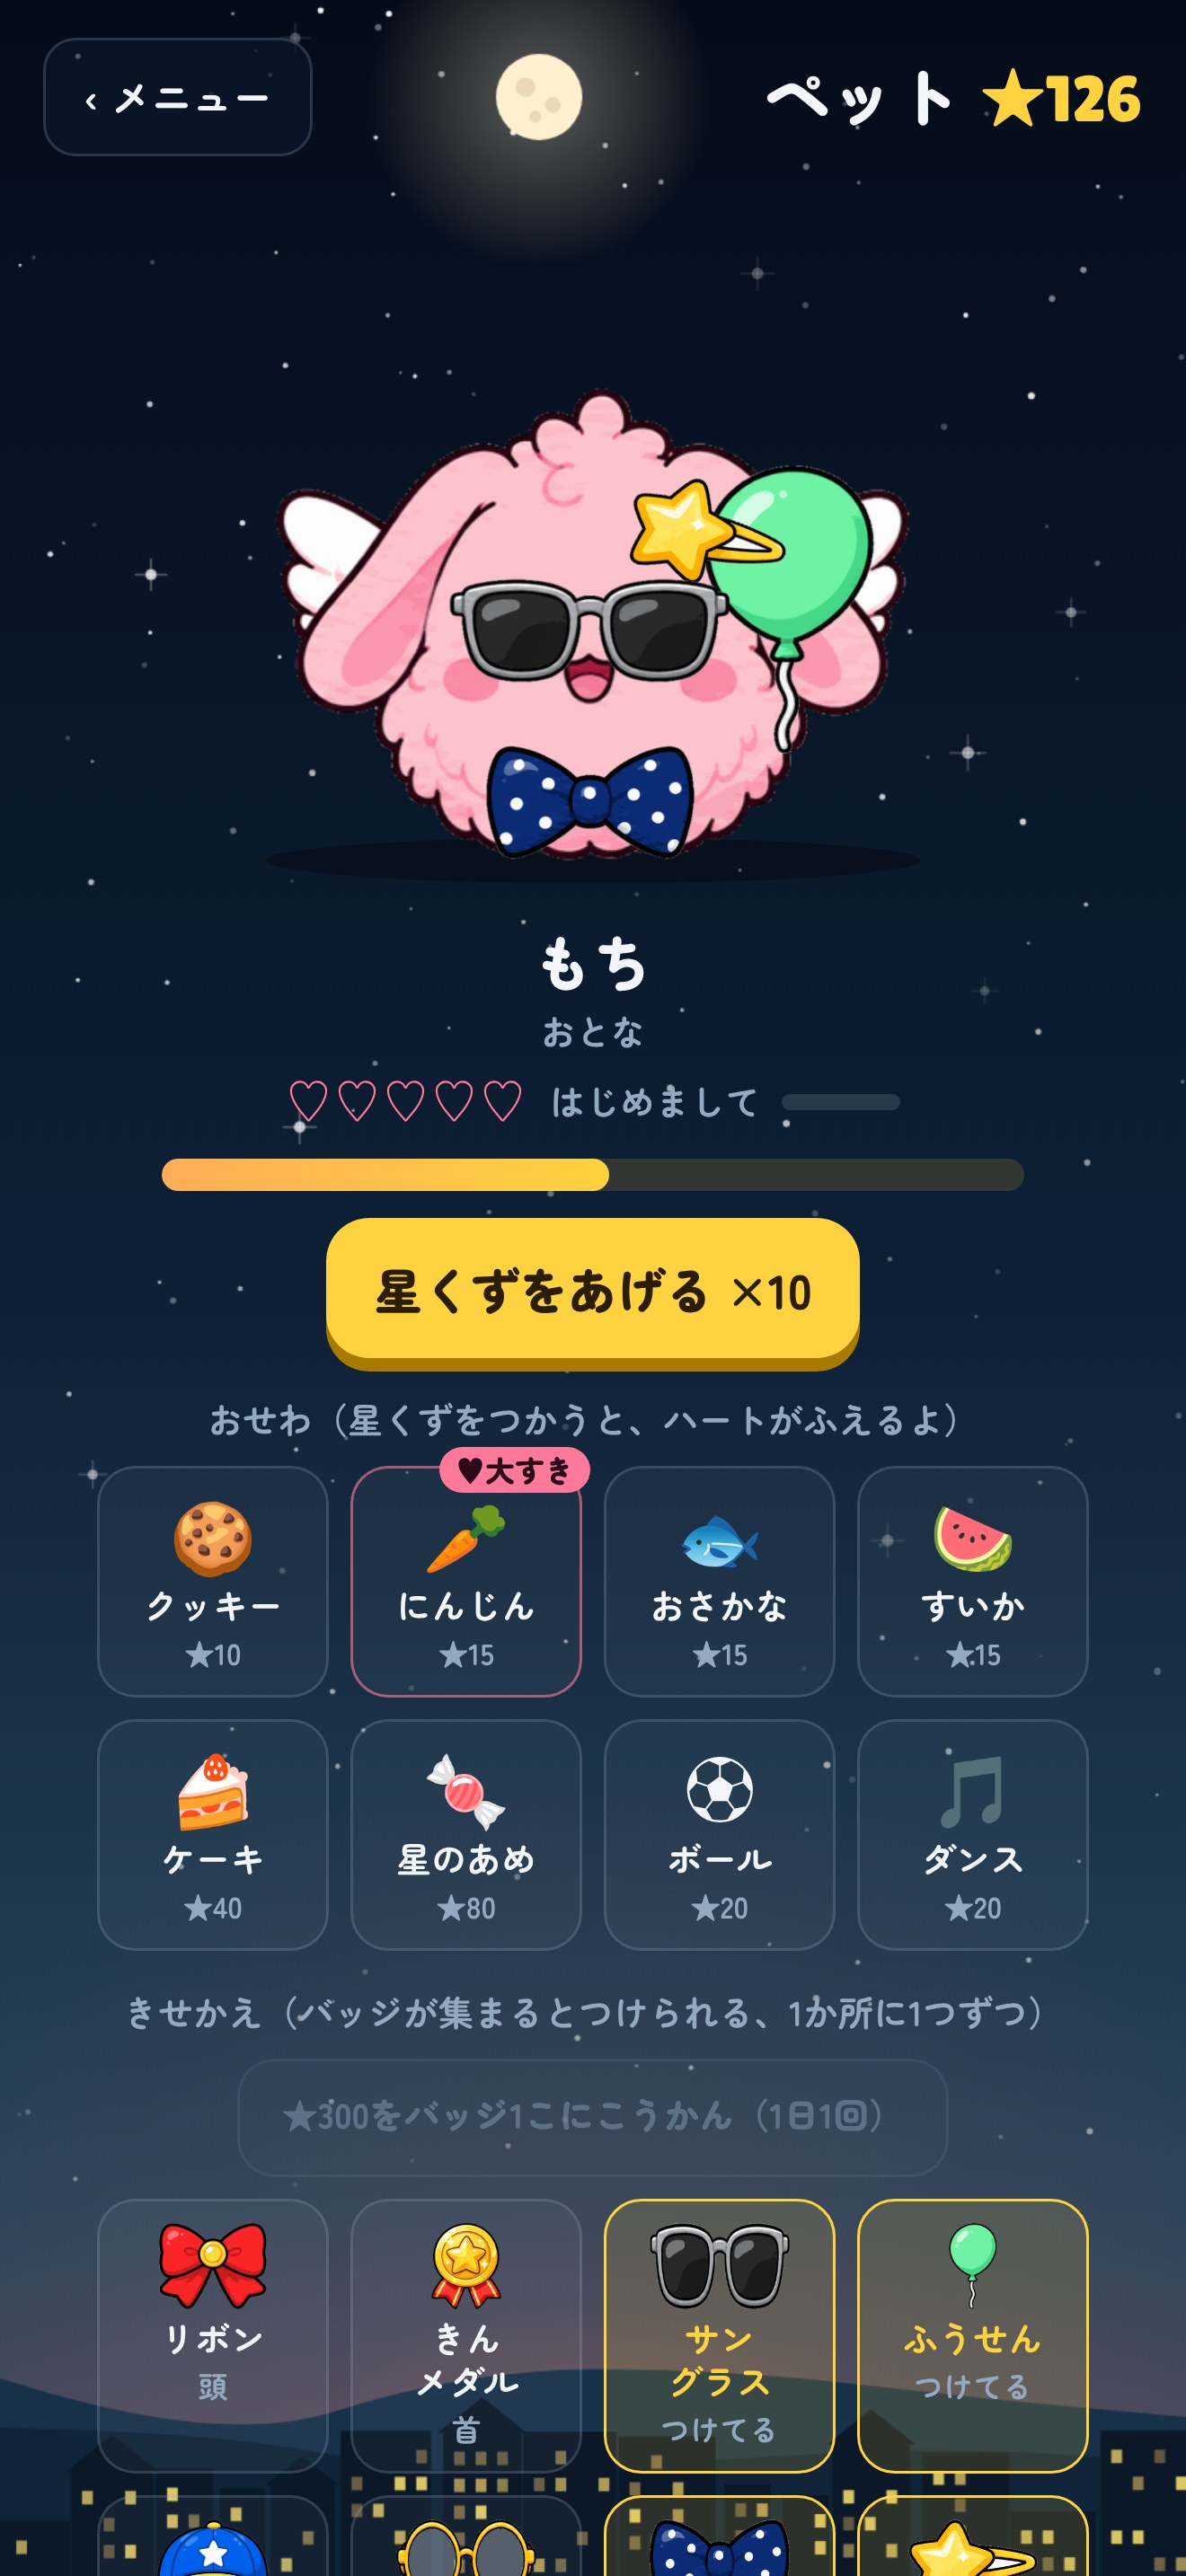 ‹ メニュー
ペット ★126
もち
おとな
♡♡♡♡♡ はじめまして
星くずをあげる ×10
おせわ（星くずをつかうと、ハートがふえるよ）
♥大すき
クッキー
★10
にんじん
★15
おさかな
★15
すいか
★15
ケーキ
★40
星のあめ
★80
ボール
★20
ダンス
★20
きせかえ（バッジが集まるとつけられる、1か所に1つずつ）
★300をバッジ1こにこうかん（1日1回）
リボン
頭
きん
メダル
首
サン
グラス
つけてる
ふうせん
つけてる